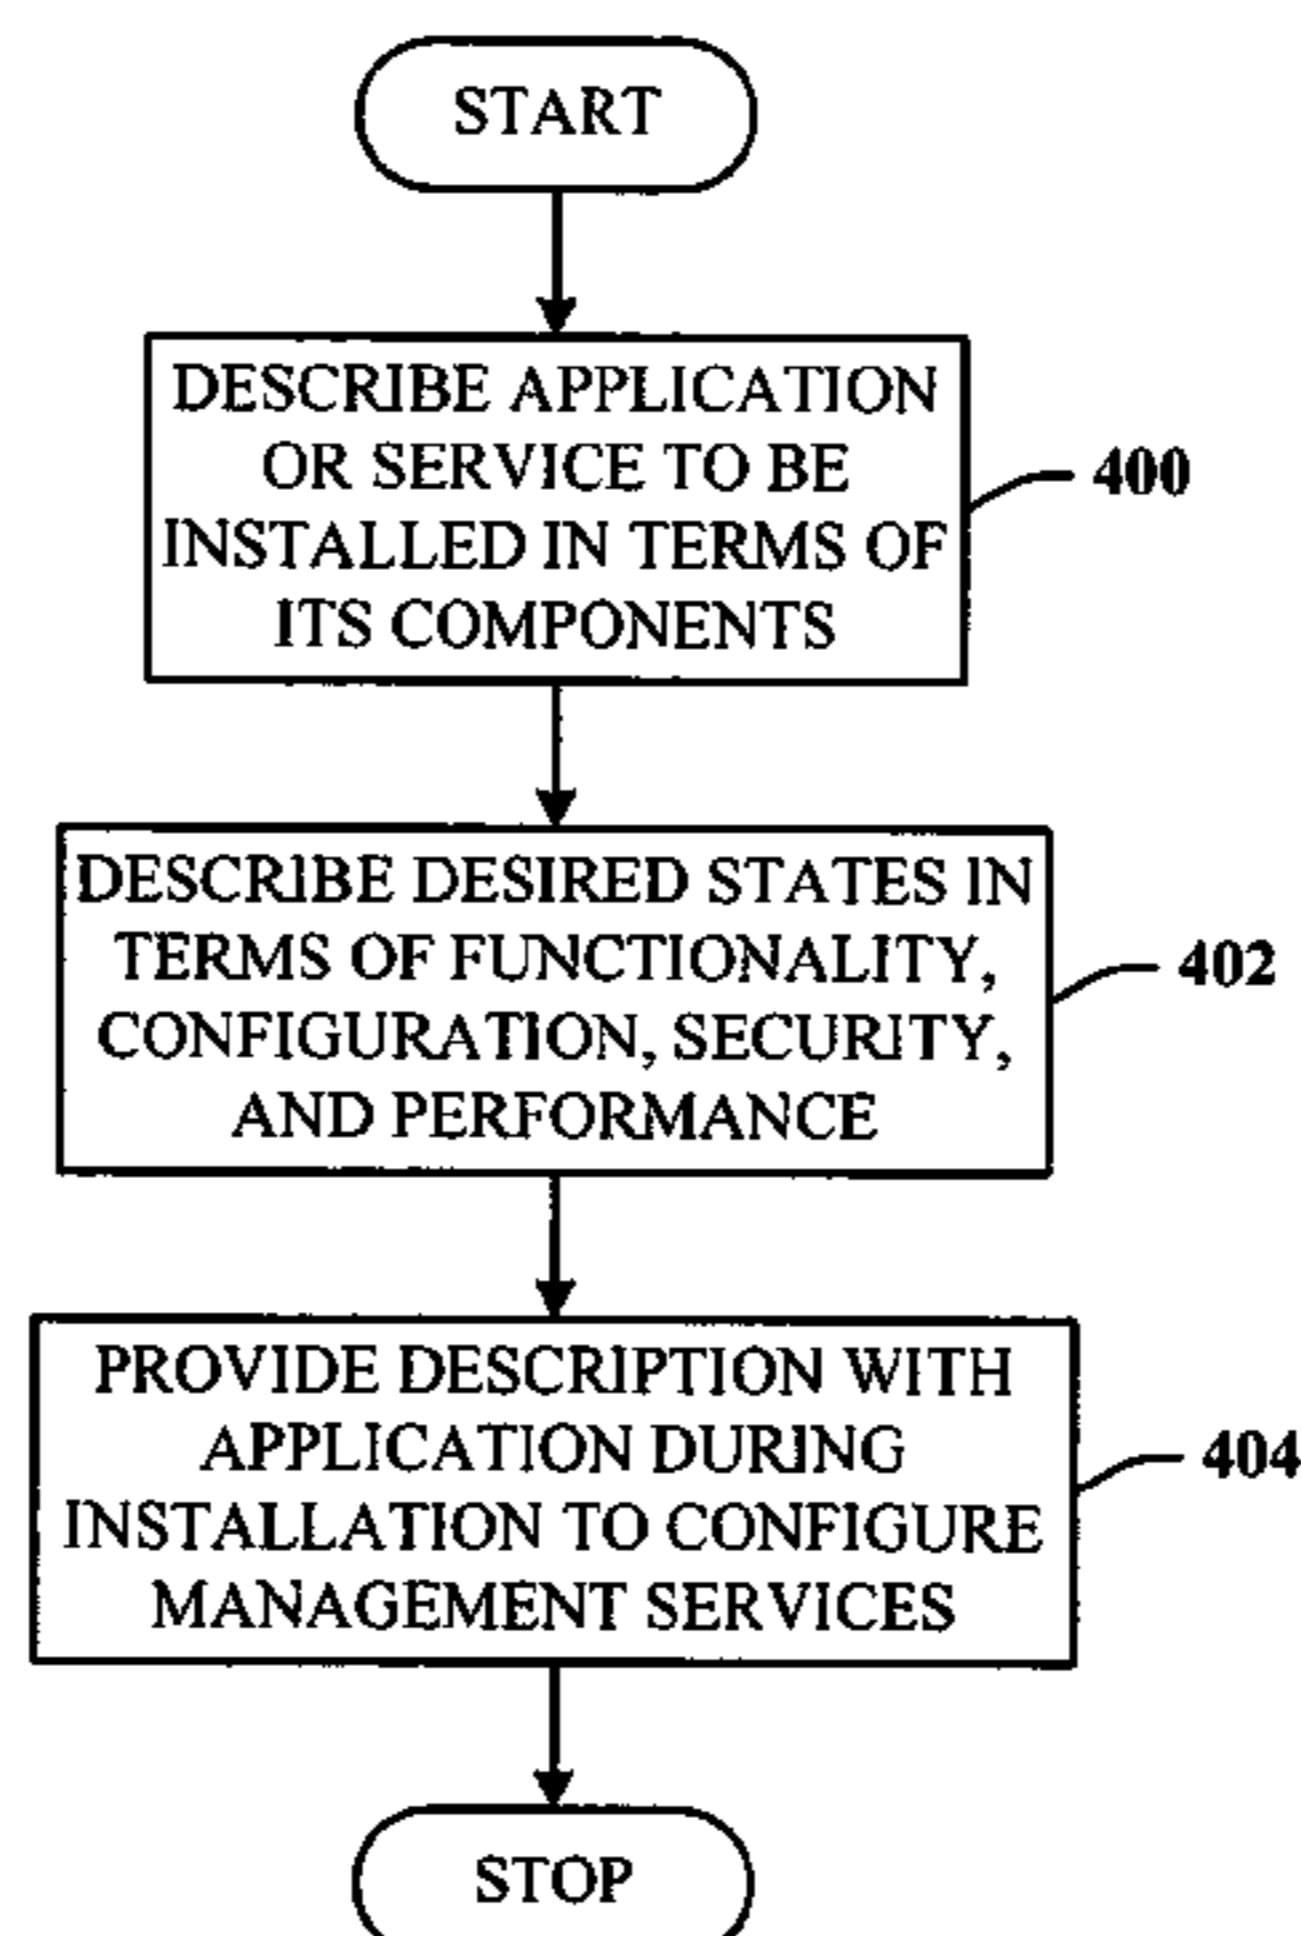 START
DESCRIBE APPLICATION
OR SERVICE TO BE
INSTALLED IN TERMS OF
ITS COMPONENTS
400
DESCRIBE DESIRED STATES IN
TERMS OF FUNCTIONALITY,
CONFIGURATION, SECURITY,
AND PERFORMANCE
402
PROVIDE DESCRIPTION WITH
APPLICATION DURING
INSTALLATION TO CONFIGURE
MANAGEMENT SERVICES
404
STOP